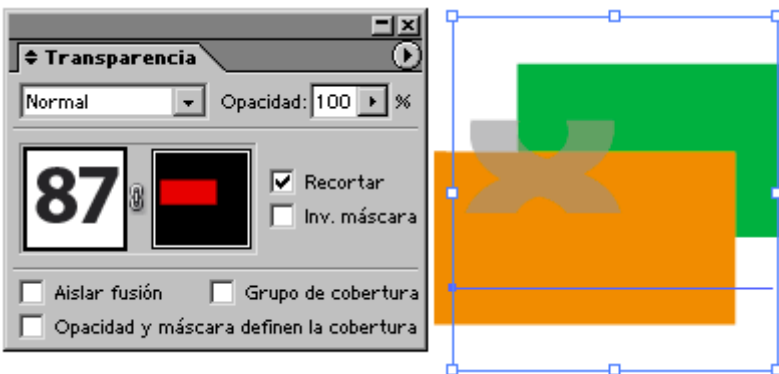 Transparencia
Normal Opacidad: 100 %
87
Recortar
Inv. máscara
Aislar fusión Grupo de cobertura
Opacidad y máscara definen la cobertura